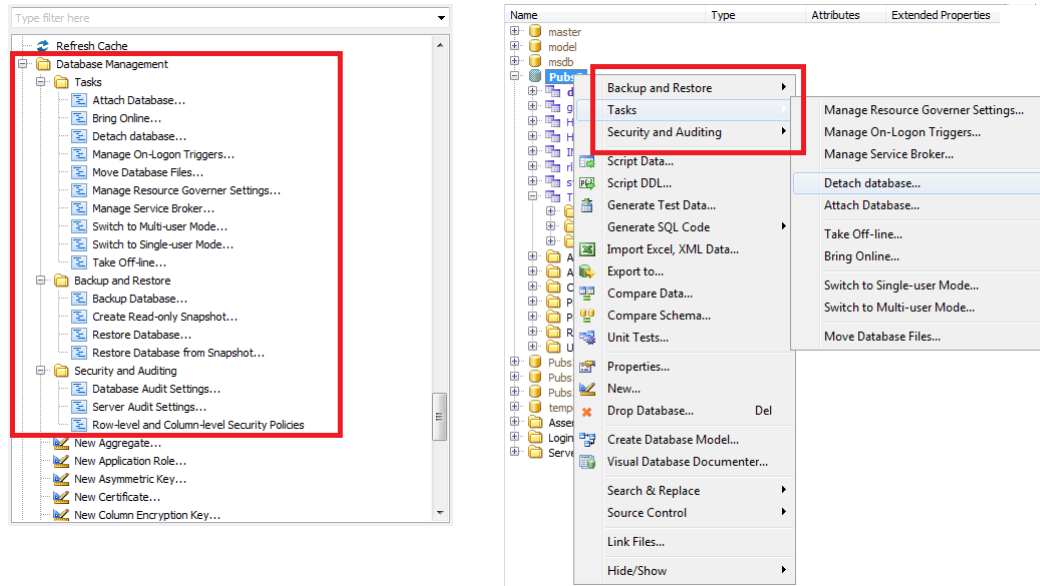 Type filter here
Refresh Cache
Database Management
Tasks
Attach Database...
Bring Online...
Detach database...
Manage On-Logon Triggers...
Move Database Files...
Manage Resource Governer Settings...
Manage Service Broker...
Switch to Multi-user Mode...
Switch to Single-user Mode...
Take Off-line...
Backup and Restore
Backup Database...
Create Read-only Snapshot...
Restore Database...
Restore Database from Snapshot...
Security and Auditing
Database Audit Settings...
Server Audit Settings...
Row-level and Column-level Security Policies
New Aggregate...
New Application Role...
New Asymmetric Key...
New Certificate...
New Column Encryption Key...
Name Type Attributes Extended Properties
master
model
msdb
Pubs
Pubs
Pubs
Pubs
temp
Asse
Login
Serve
Backup and Restore
Tasks
Security and Auditing
Script Data...
Script DDL...
Generate Test Data...
Generate SQL Code
Import Excel, XML Data...
Export to...
Compare Data...
Compare Schema...
Unit Tests...
Properties...
New...
Drop Database... Del
Create Database Model...
Visual Database Documenter...
Search & Replace
Source Control
Link Files...
Hide/Show
Manage Resource Governer Settings...
Manage On-Logon Triggers...
Manage Service Broker...
Detach database...
Attach Database...
Take Off-line...
Bring Online...
Switch to Single-user Mode...
Switch to Multi-user Mode...
Move Database Files...